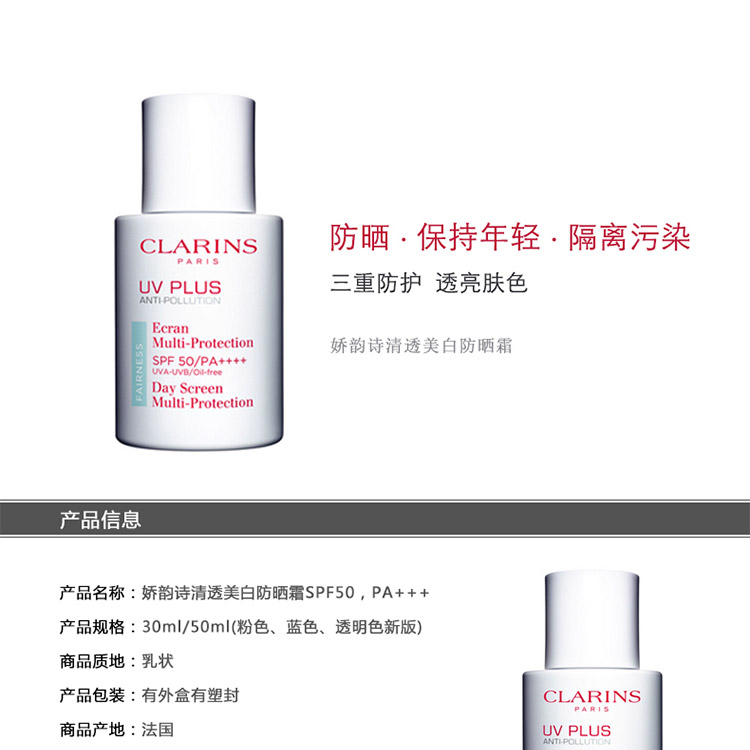 CLARINS
PARIS
UV PLUS
ANTI-POLLUTION
FAIRNESS
Ecran
Multi-Protection
SPF 50/PA++++
UVA-UVB/Oil-free
Day Screen
Multi-Protection
防晒 · 保持年轻 · 隔离污染
三重防护 透亮肤色
娇韵诗清透美白防晒霜
产品信息
产品名称：娇韵诗清透美白防晒霜SPF50，PA+++
产品规格：30ml/50ml(粉色、蓝色、透明色新版)
商品质地：乳状
产品包装：有外盒有塑封
商品产地：法国
CLARINS
PARIS
UV PLUS
ANTI-POLLUTION